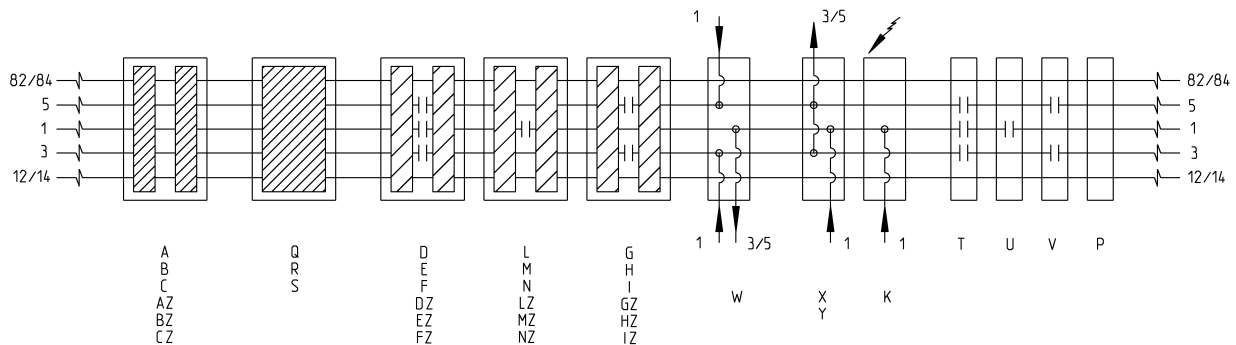 1 3/5
82/84 82/84
5 5
1 1
3 3
12/14 12/14
1 3/5 1 1 T U V P
A Q D L G
B R E M H W X K
C S F N I Y
AZ DZ LZ GZ
BZ EZ MZ HZ
CZ FZ NZ IZ